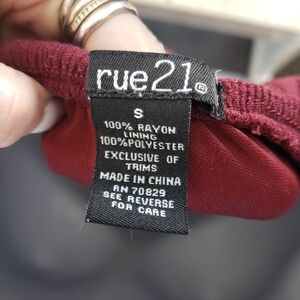 rue21®
S
100% RAYON
LINING
100%POLYESTER
EXCLUSIVE OF
TRIMS
MADE IN CHINA
RN 70829
SEE REVERSE
FOR CARE